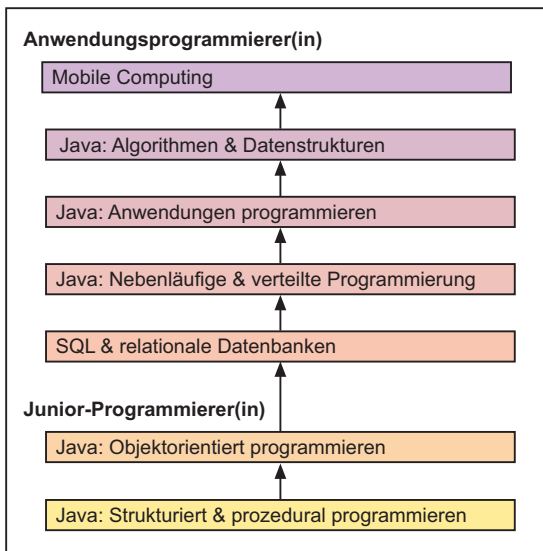 Anwendungsprogrammierer(in)
Mobile Computing
Java: Algorithmen & Datenstrukturen
Java: Anwendungen programmieren
Java: Nebenläufige & verteilte Programmierung
SQL & relationale Datenbanken
Junior-Programmierer(in)
Java: Objektorientiert programmieren
Java: Strukturiert & prozedural programmieren